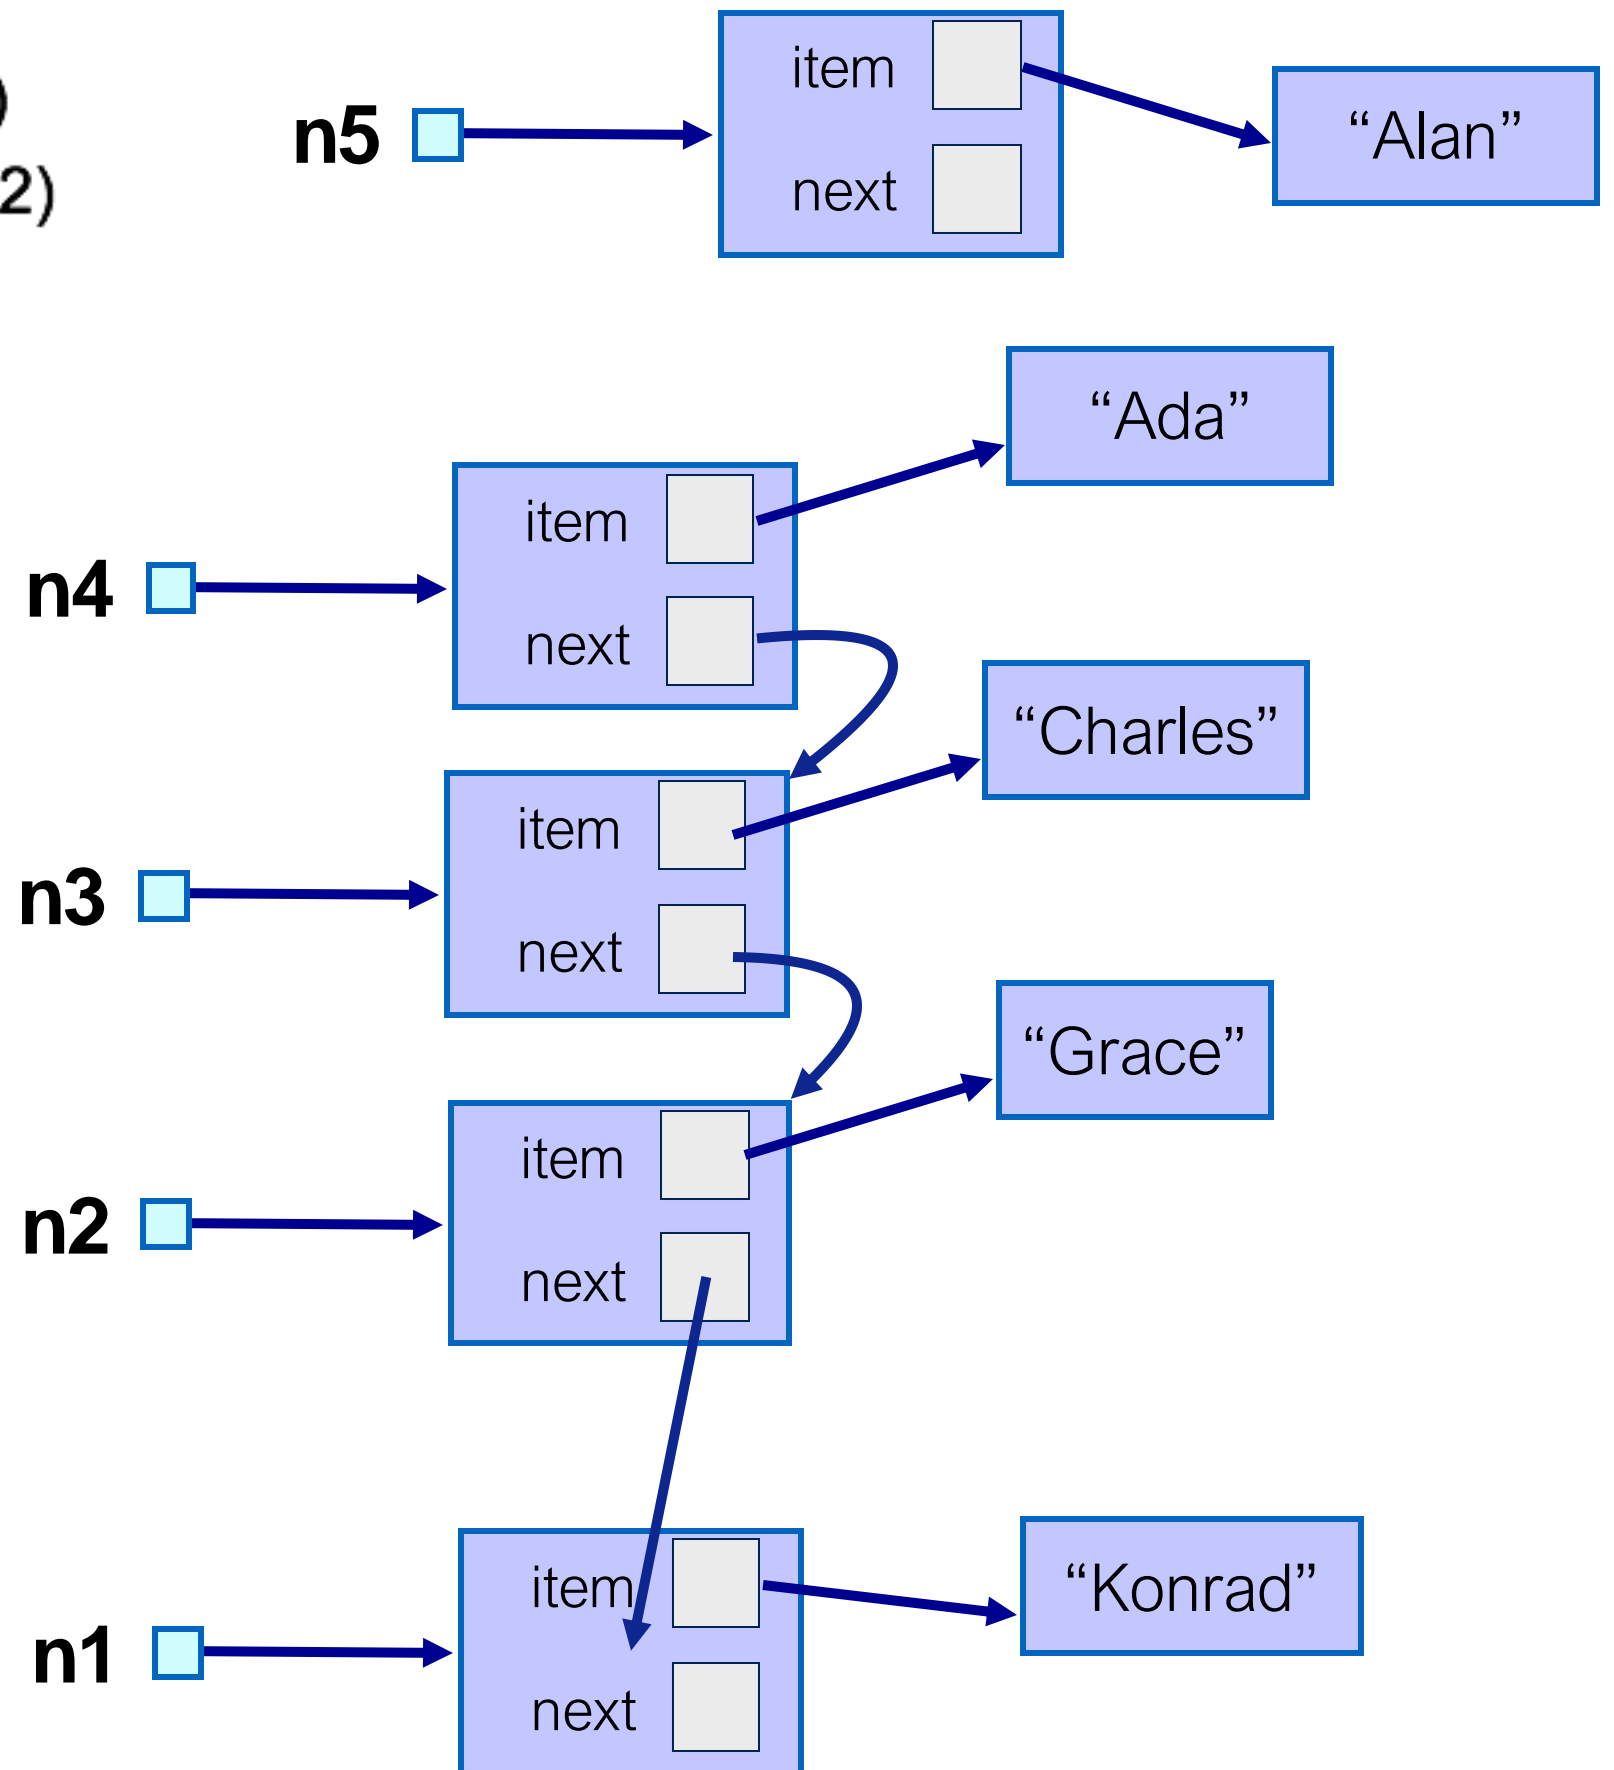 )
2)
n5
item
next
“Alan”
“Ada”
n4
item
next
“Charles”
n3
item
next
“Grace”
n2
item
next
“Konrad”
n1
item
next